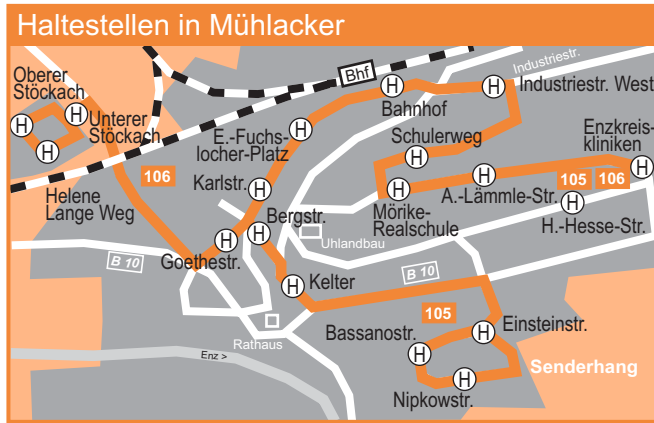 Haltestellen in Mühlacker
Oberer
Stöckach
Unterer
Stöckach
H
H
H
Helene
Lange Weg
106
Bhf
Industriestr.
H
Bahnhof
H
Industriestr. West
E.-Fuchs-
locher-Platz
H
Schulerweg
H
Enzkreis-
kliniken
H
Karlstr.
H
H
Mörike-
Realschule
H
A.-Lämmle-Str.
105
106
H
H.-Hesse-Str.
Bergstr.
H
H
Goethestr.
Uhlandbau
B 10
B 10
H
Kelter
105
Rathaus
Enz >
Bassanostr.
H
H
Einsteinstr.
H
Nipkowstr.
Senderhang